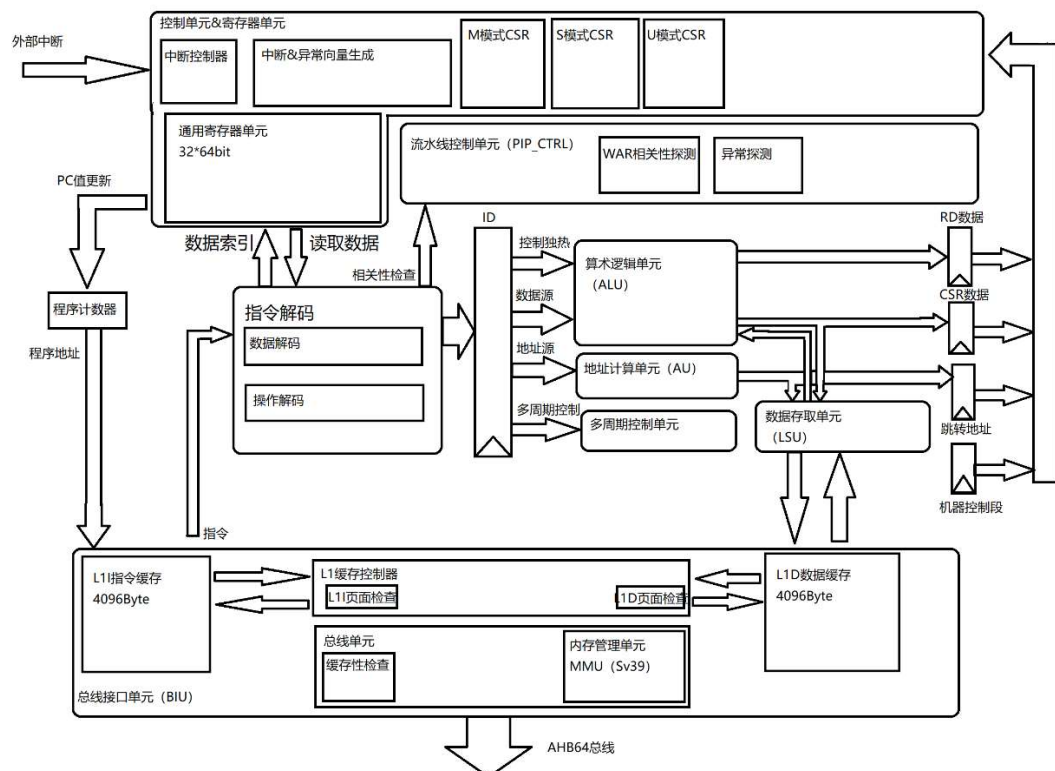 控制单元&寄存器单元
外部中断
中断控制器
中断&异常向量生成
M模式CSR
S模式CSR
U模式CSR
通用寄存器单元
32*64bit
流水线控制单元（PIP_CTRL）
WAR相关性探测
异常探测
PC值更新
数据索引
读取数据
相关性检查
ID
RD数据
控制独热
算术逻辑单元
（ALU）
指令解码
数据解码
操作解码
程序计数器
程序地址
数据源
CSR数据
地址源
地址计算单元（AU）
多周期控制
多周期控制单元
数据存取单元
（LSU）
跳转地址
机器控制段
指令
L1I指令缓存
4096Byte
L1缓存控制器
L1I页面检查
L1D页面检查
L1D数据缓存
4096Byte
总线单元
缓存性检查
内存管理单元
MMU（Sv39）
总线接口单元（BIU）
AHB64总线